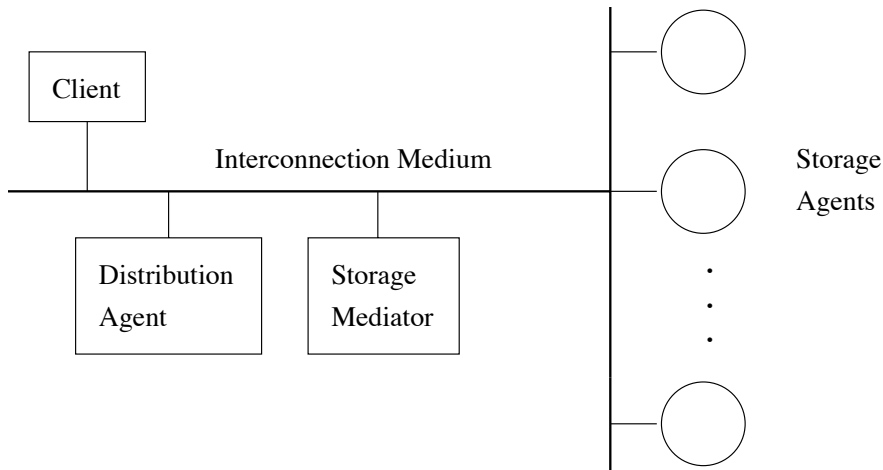 Client
Interconnection Medium
Storage
Agents
Distribution
Agent
Storage
Mediator